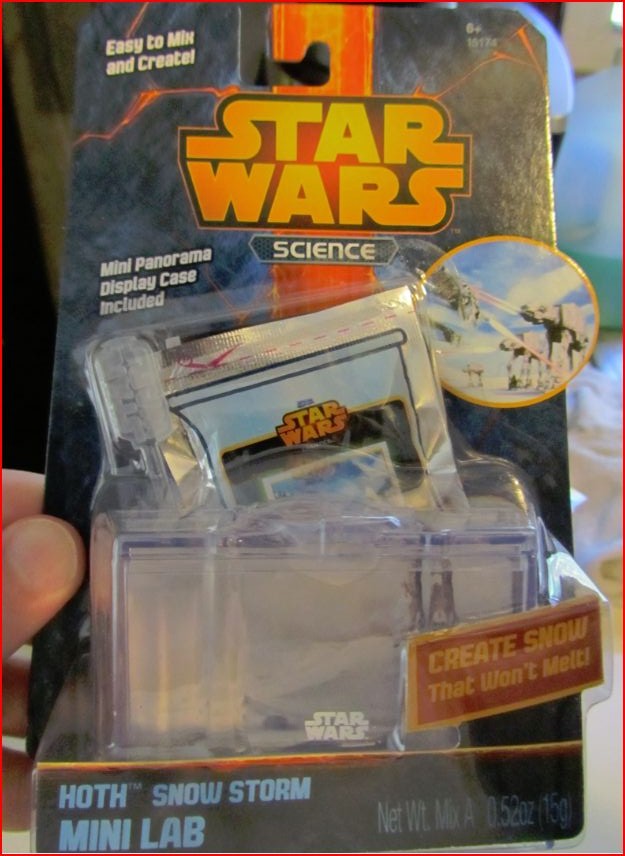 Easy to Mix
and Create!
6+
STAR
WARS
TM
SCIENCE
Mini Panorama
Display Case
Included
STAR
WARS
CREATE SNOW
That Won't Melt!
STAR
WARS
HOTH™ SNOW STORM
MINI LAB
Net Wt. Mix A 0.52oz (15g)